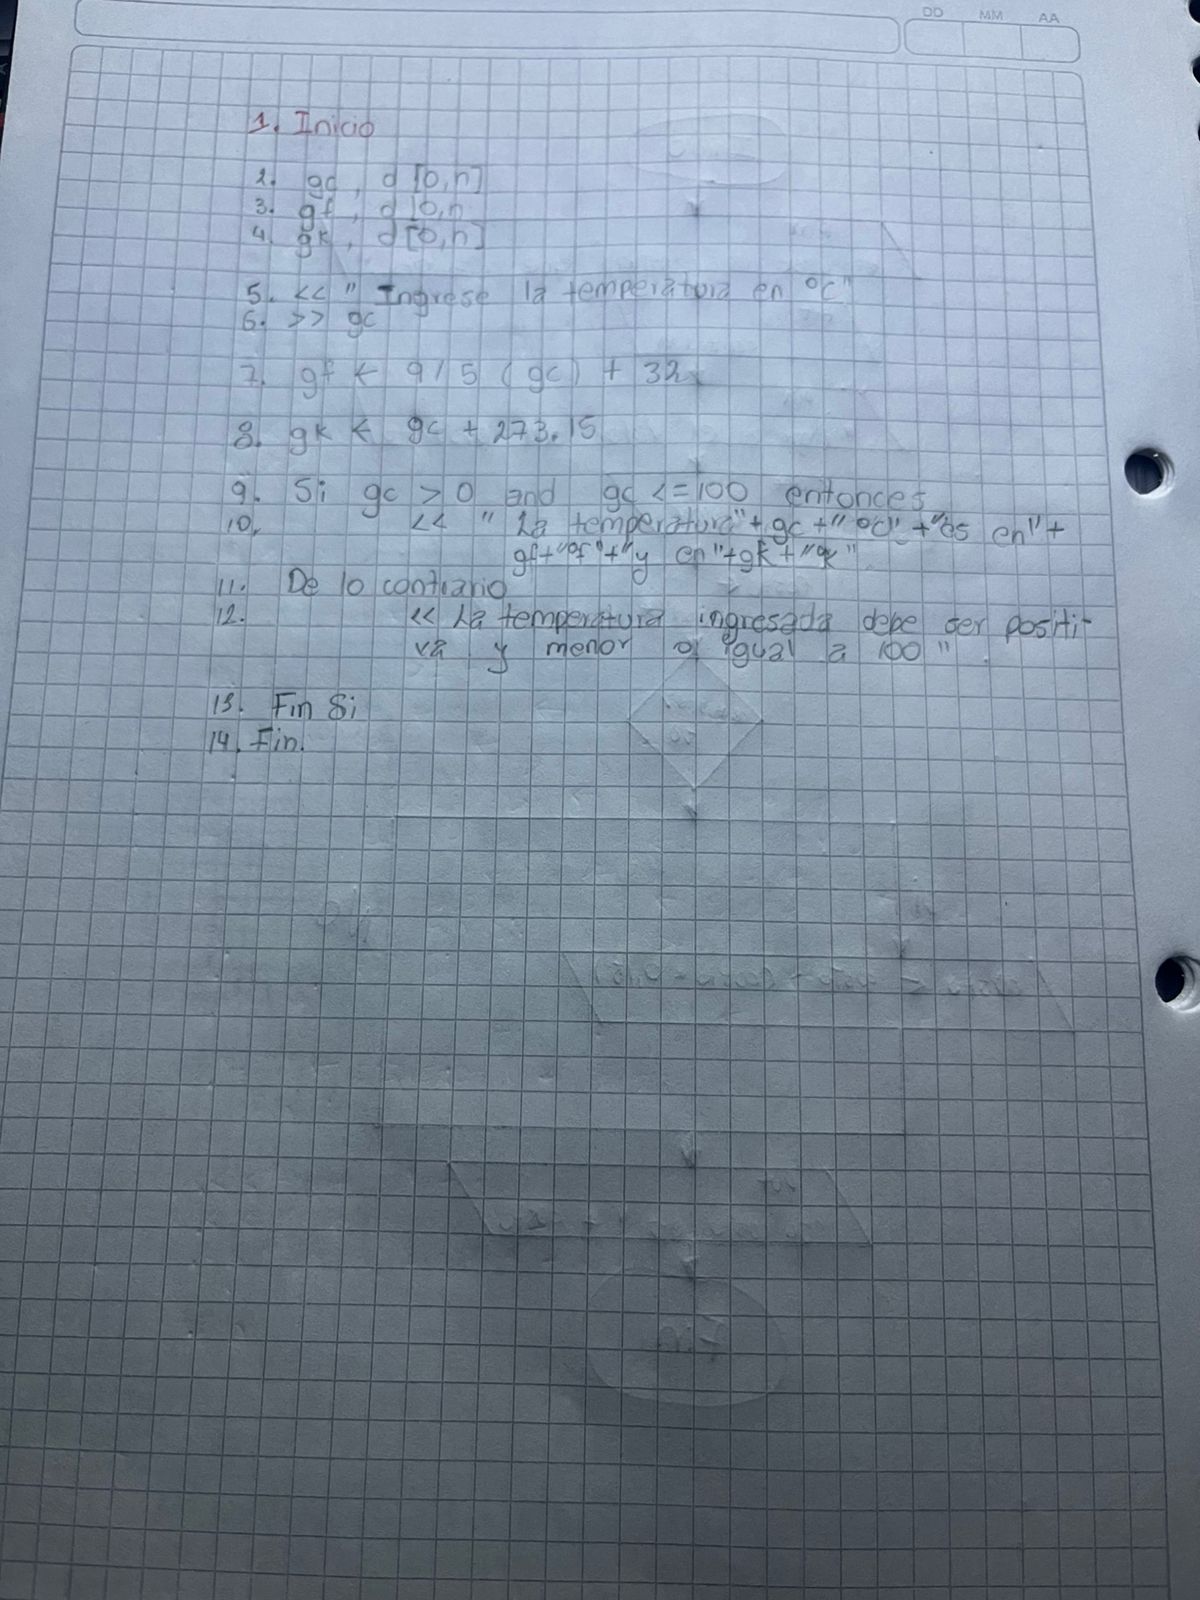 DD MM AA
1. Inicio
2. gc, d [0,n]
3. gf, d [0,n
4. gk, d[0,n]
5. << " Ingrese la temperatura en °C"
6. >> gc
7. gf ← 9/5 (gc) + 32
8. gk ← gc + 273.15
9. Si gc > 0 and gc <= 100 entonces
10. << " La temperatura"+gc+"°C"+"es en"+
gf+"°f"+"y en"+gk+"°k"
11. De lo contrario
12. << La temperatura ingresada debe ser positi-
va y menor o igual a 100"
13. Fin Si
14. Fin.